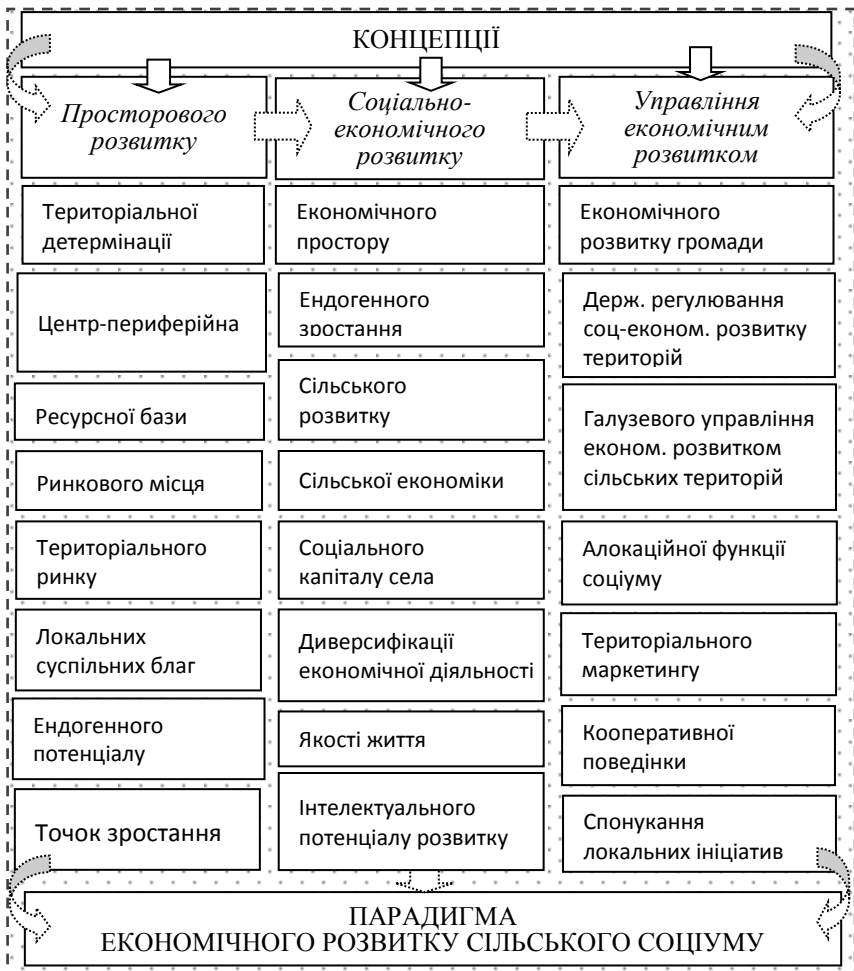 КОНЦЕПЦІЇ
Просторового
розвитку
Соціально-
економічного
розвитку
Управління
економічним
розвитком
Територіальної
детермінації
Центр-периферійна
Ресурсної бази
Ринкового місця
Територіального
ринку
Локальних
суспільних благ
Ендогенного
потенціалу
Точок зростання
Економічного
простору
Ендогенного
зростання
Сільського
розвитку
Сільської економіки
Соціального
капіталу села
Диверсифікації
економічної діяльності
Якості життя
Інтелектуального
потенціалу розвитку
Економічного
розвитку громади
Держ. регулювання
соц-економ. розвитку
територій
Галузевого управління
економ. розвитком
сільських територій
Алокаційної функції
соціуму
Територіального
маркетингу
Кооперативної
поведінки
Спонукання
локальних ініціатив
ПАРАДИГМА
ЕКОНОМІЧНОГО РОЗВИТКУ СІЛЬСЬКОГО СОЦІУМУ